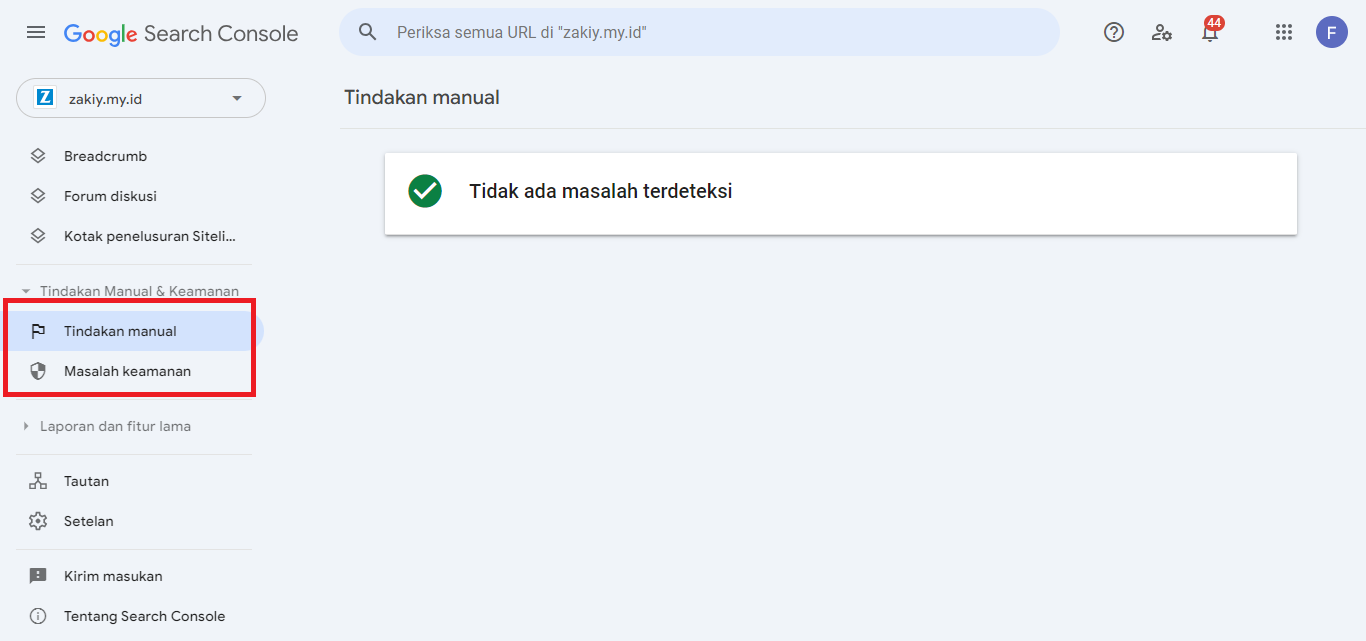 Google Search Console
Periksa semua URL di "zakiy.my.id"
44
F
Z
zakiy.my.id
Tindakan manual
Breadcrumb
Forum diskusi
Kotak penelusuran Siteli...
Tidak ada masalah terdeteksi
Tindakan Manual & Keamanan
Tindakan manual
Masalah keamanan
Laporan dan fitur lama
Tautan
Setelan
Kirim masukan
Tentang Search Console